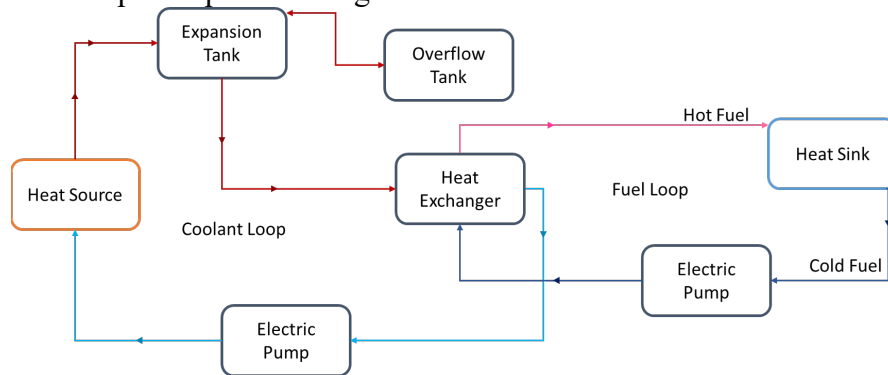 Expansion
Tank
Overflow
Tank
Hot Fuel
Heat Sink
Heat
Exchanger
Fuel Loop
Heat Source
Coolant Loop
Cold Fuel
Electric
Pump
Electric
Pump